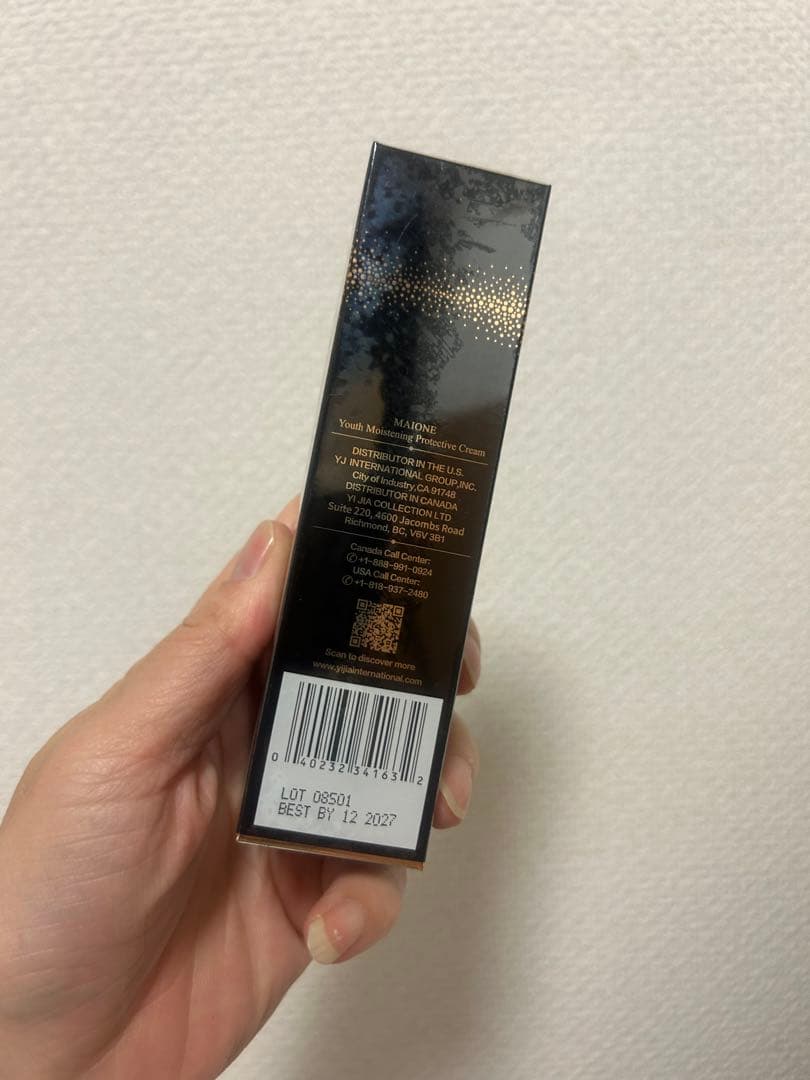 MAIONE
Youth Moistening Protective Cream
DISTRIBUTOR IN THE U.S.
YJ INTERNATIONAL GROUP,INC.
City of Industry,CA 91748
DISTRIBUTOR IN CANADA
YI JIA COLLECTION LTD
Suite 220,4600 Jacombs Road
Richmond, BC, V6V 3B1
Canada Call Center:
✆+1-888-991-0924
USA Call Center:
✆+1-818-937-2480
Scan to discover more
www.yijiainternational.com
0 40232 34163 2
LOT 08501
BEST BY 12 2027